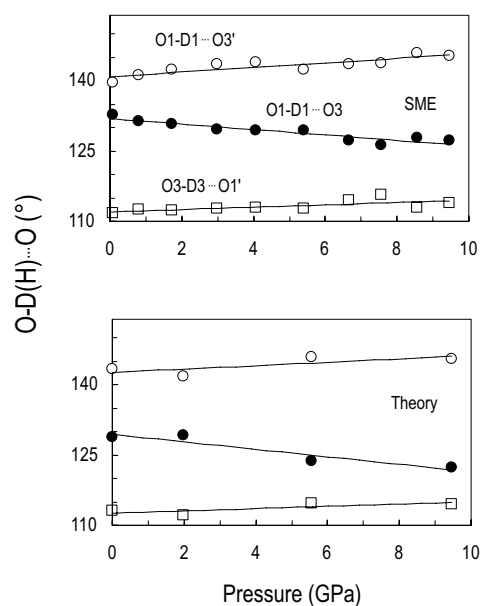 O1-D1···O3'
140
O1-D1···O3
SME
125
O3-D3···O1'
110
0 2 4 6 8 10
O-D(H)···O (°)
140
Theory
125
110
0 2 4 6 8 10
Pressure (GPa)